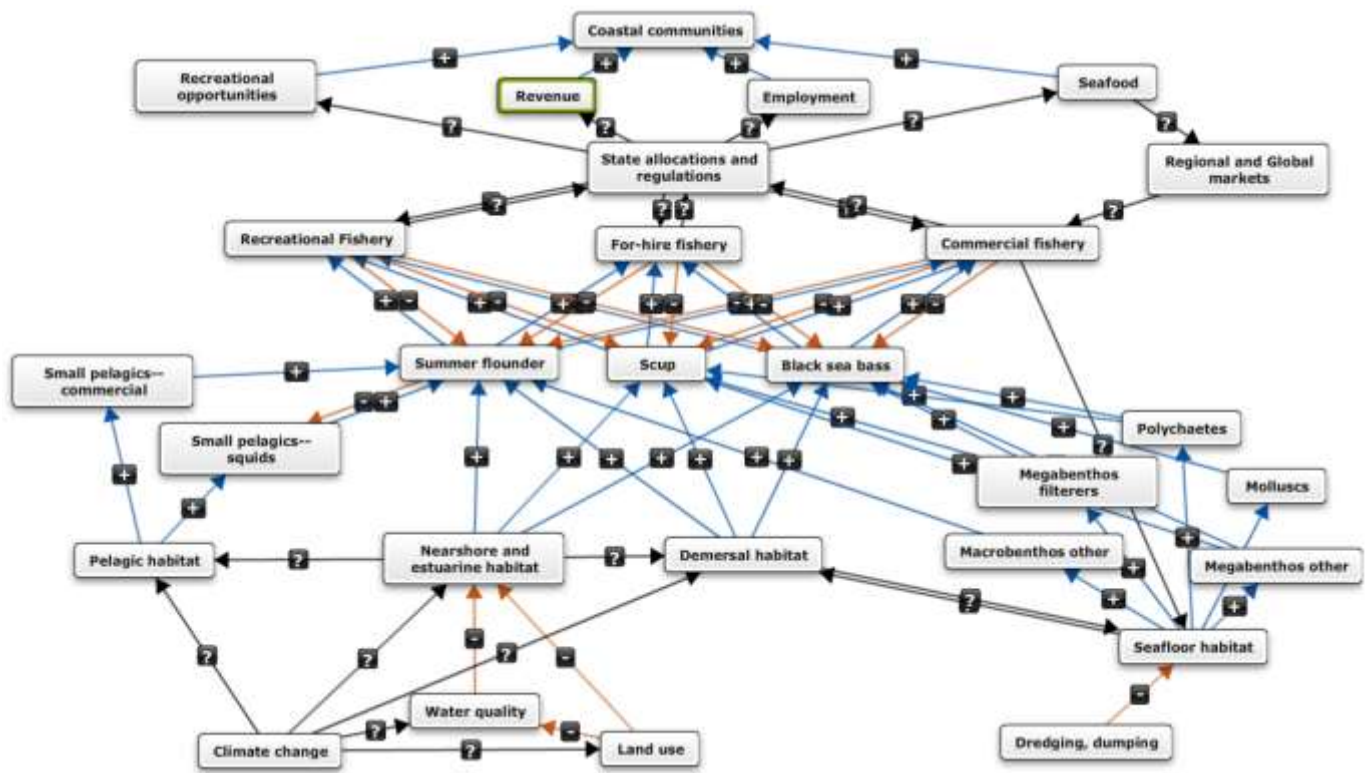 Coastal communities
+
+
+
+
Recreational
opportunities
Revenue
Employment
Seafood
?
?
?
?
?
State allocations and
regulations
Regional and Global
markets
?
?
?
?
?
?
?
Recreational Fishery
For-hire fishery
Commercial fishery
+
-
+
-
+
-
+
-
+
-
-
+
-
+
-
+
-
Summer flounder
Scup
Black sea bass
Small pelagics--
commercial
+
-
+
+
+
+
+
Small pelagics--
squids
Polychaetes
?
+
+
+
+
+
+
+
+
+
Megabenthos
filterers
Molluscs
+
+
+
Pelagic habitat
?
Nearshore and
estuarine habitat
?
Demersal habitat
Macrobenthos other
+
Megabenthos other
?
+
+
Seafloor habitat
?
?
-
-
?
-
Water quality
?
-
Climate change
?
Land use
Dredging, dumping